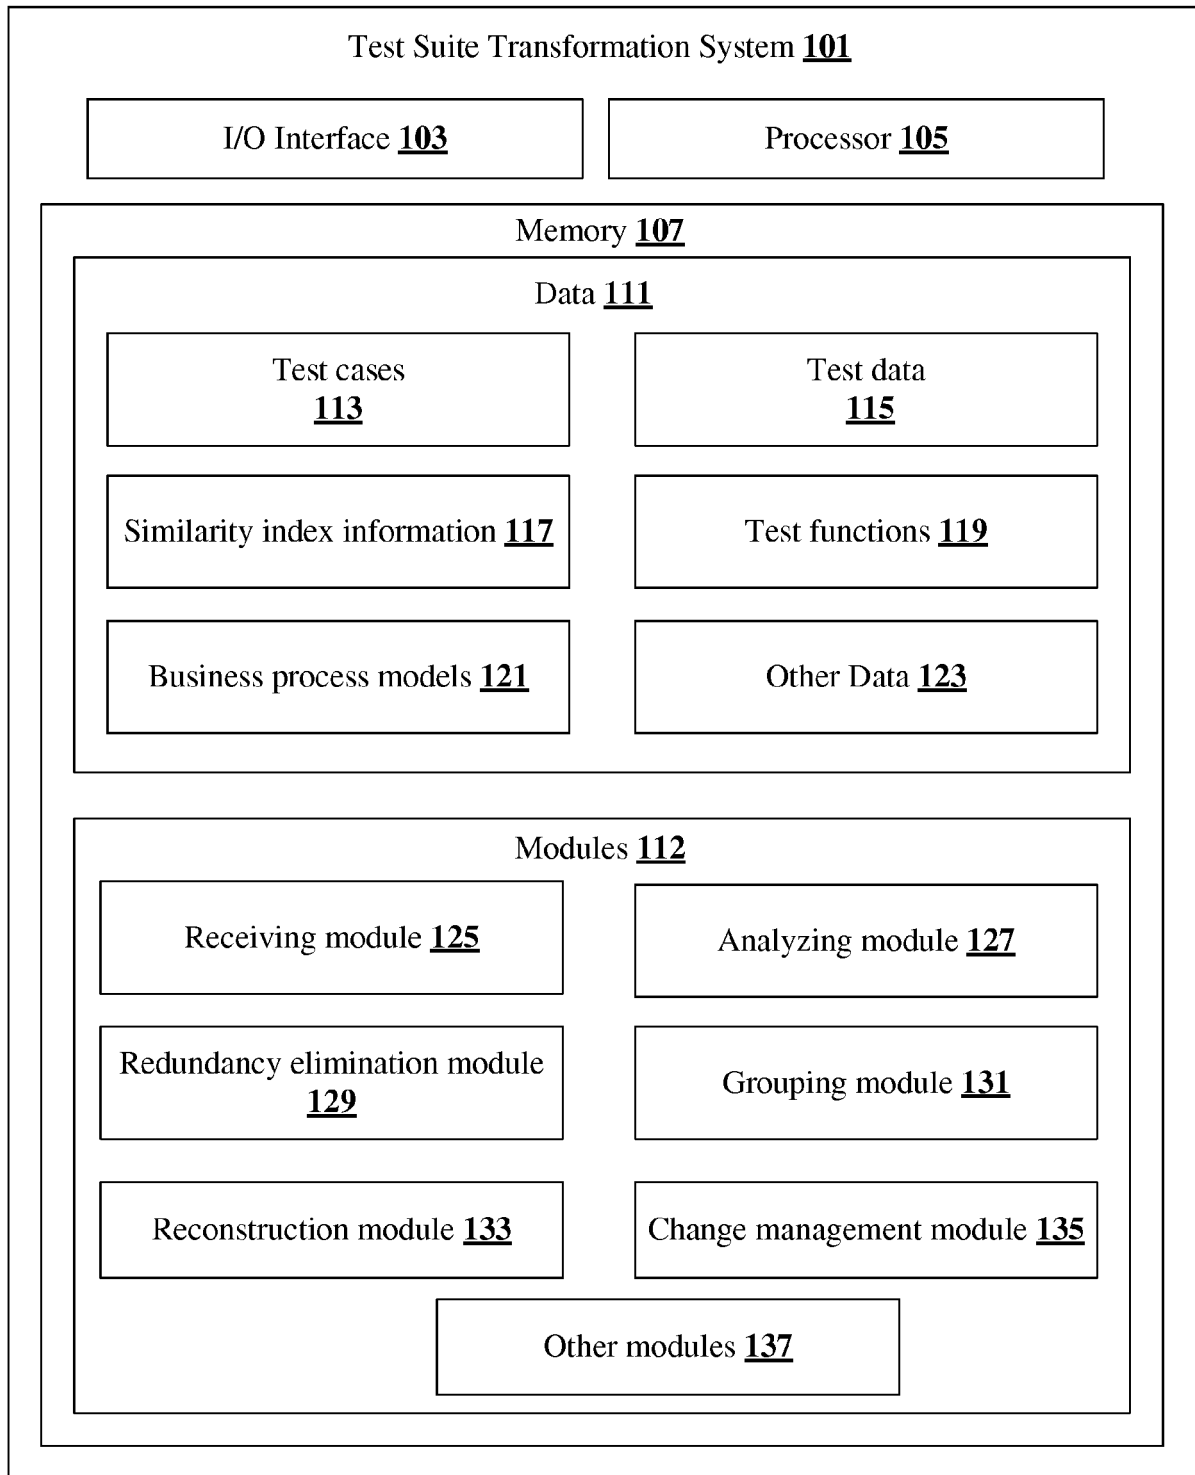 Test Suite Transformation System 101
I/O Interface 103
Processor 105
Memory 107
Data 111
Test cases
113
Test data
115
Similarity index information 117
Test functions 119
Business process models 121
Other Data 123
Modules 112
Receiving module 125
Analyzing module 127
Redundancy elimination module
129
Grouping module 131
Reconstruction module 133
Change management module 135
Other modules 137